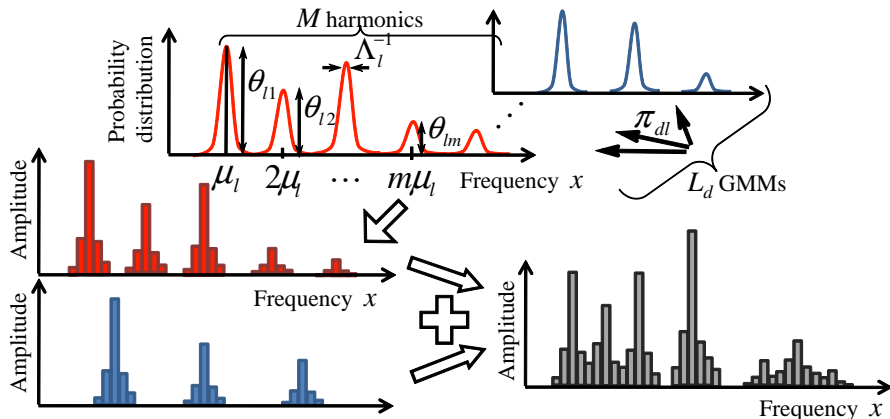 M harmonics
Probability
distribution
Λ_l^{-1}
θ_{l1}
θ_{l2}
θ_{lm}
μ_l
2μ_l
...
mμ_l
Frequency x
...
π_{dl}
L_d GMMs
Amplitude
Frequency x
Amplitude
Amplitude
Frequency x